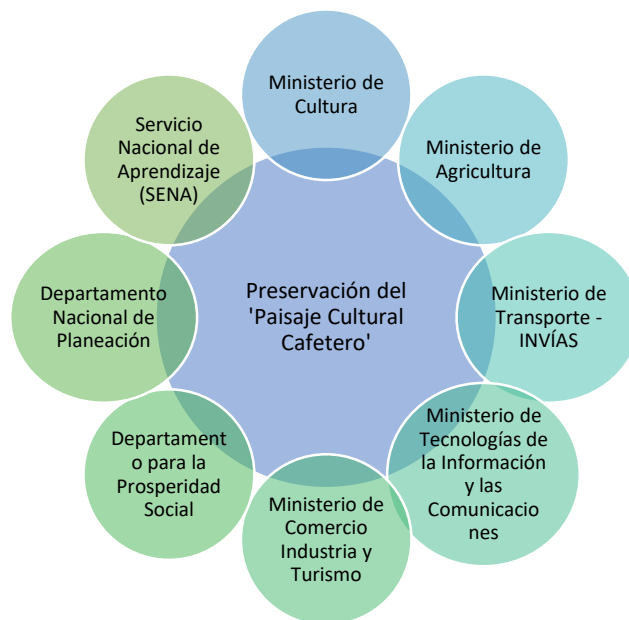 Ministerio de
Cultura
Ministerio de
Agricultura
Ministerio de
Transporte -
INVÍAS
Ministerio de
Tecnologías de
la Información
y las
Comunicacio
nes
Ministerio de
Comercio
Industria y
Turismo
Departament
o para la
Prosperidad
Social
Departamento
Nacional de
Planeación
Servicio
Nacional de
Aprendizaje
(SENA)
Preservación del
'Paisaje Cultural
Cafetero'